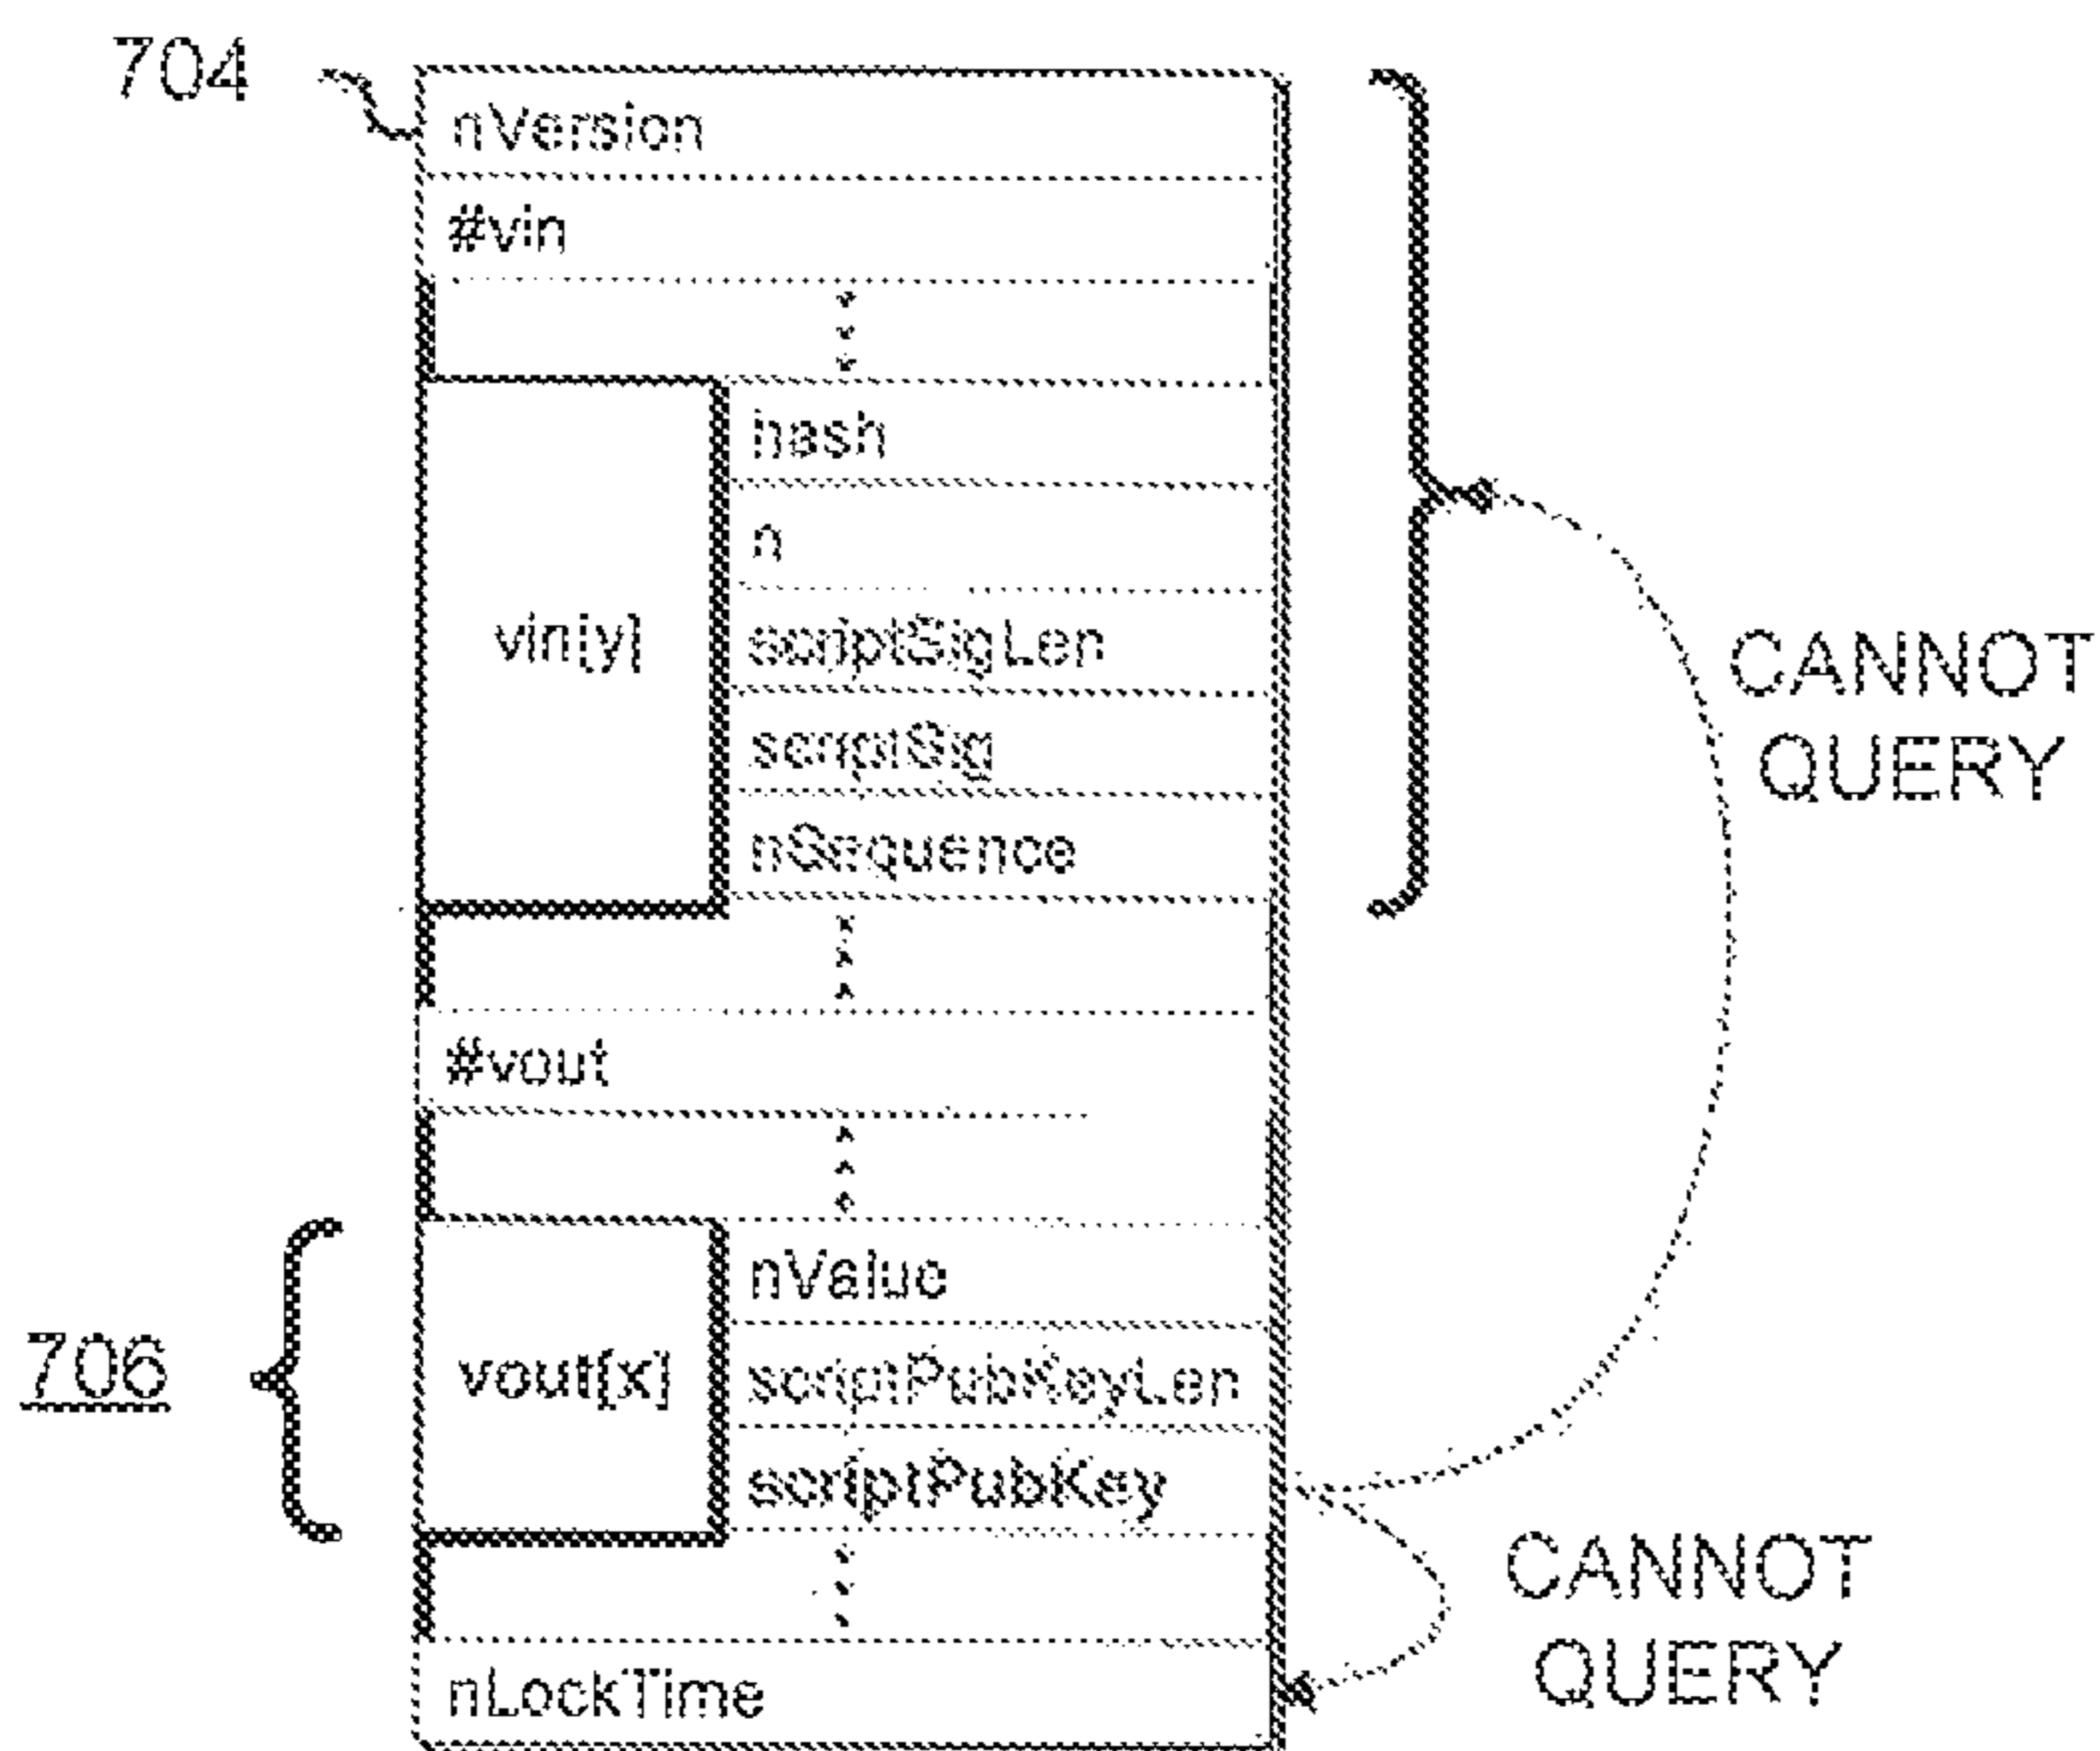 704
nVersion
#vin
hash
n
vin[y]
scriptSigLen
CANNOT
QUERY
scriptSig
nSequence
#vout
nValue
706
vout[x]
scriptPubKeyLen
scriptPubKey
CANNOT
QUERY
nLockTime